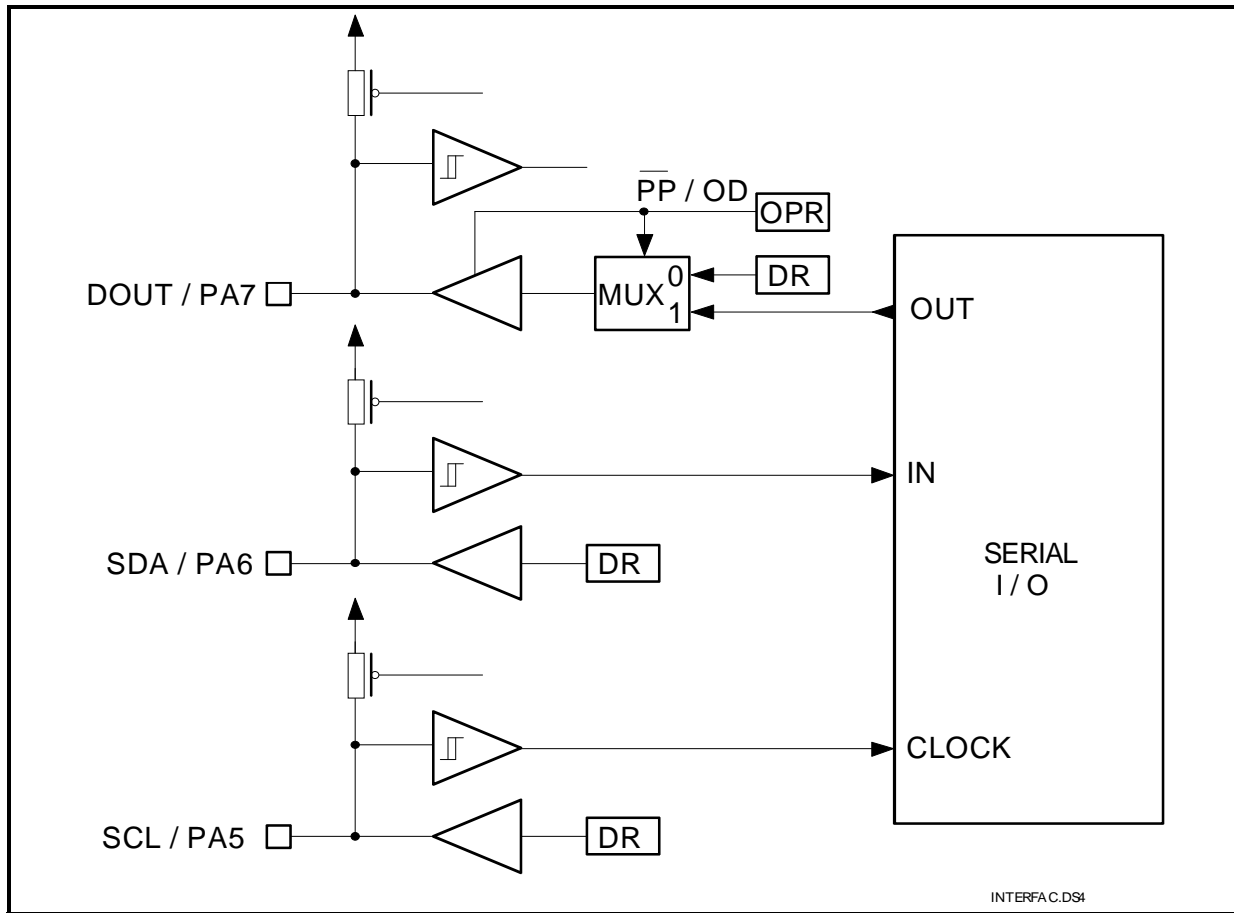 PP / OD
OPR
DR
MUX 0
1
DOUT / PA7
OUT
IN
SDA / PA6
DR
SERIAL
I / O
CLOCK
SCL / PA5
DR
INTERFAC.DS4